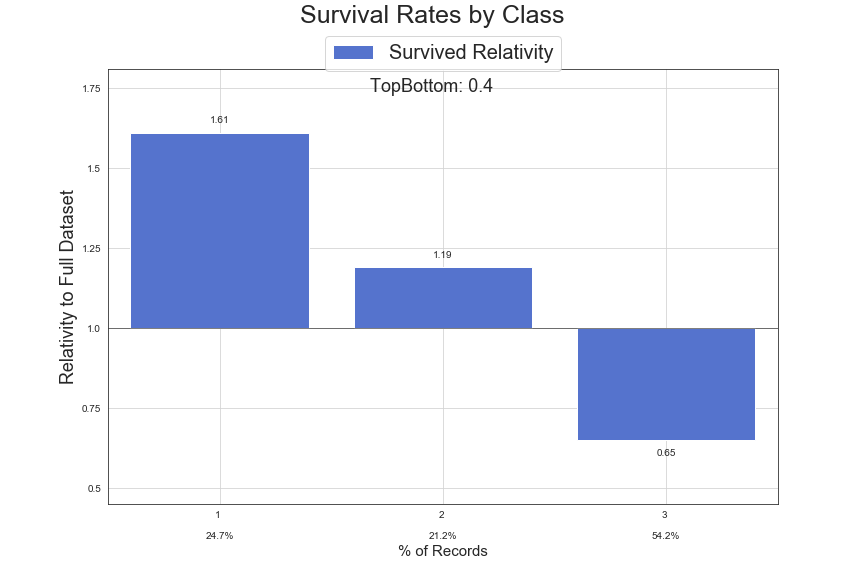 Survival Rates by Class
Survived Relativity
TopBottom: 0.4
Relativity to Full Dataset
1.75
1.5
1.25
1.0
0.75
0.5
1.61
1.19
0.65
1 2 3
24.7% 21.2% 54.2%
% of Records